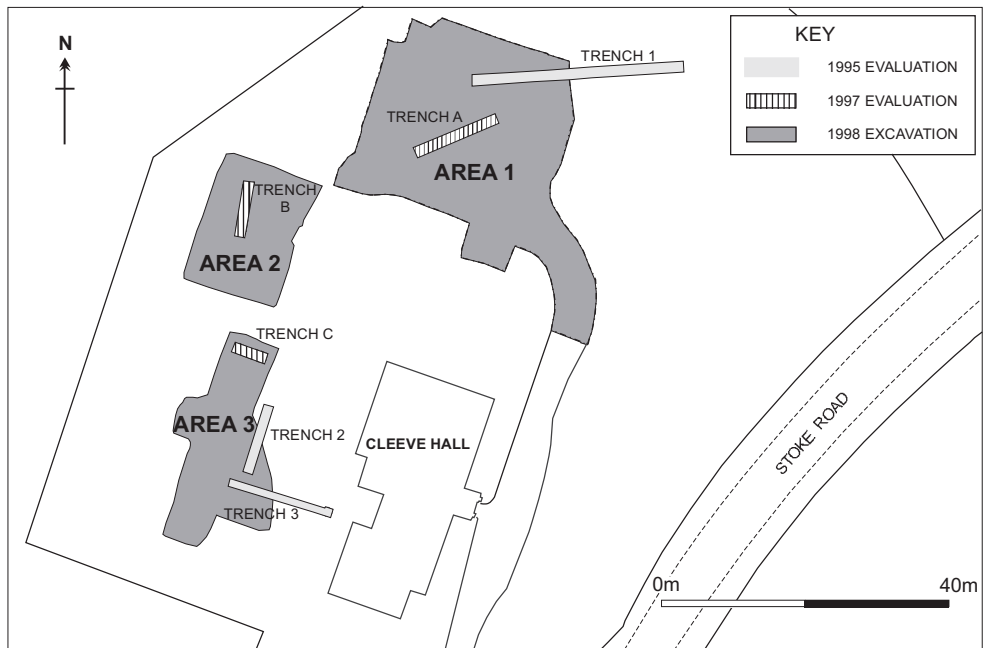 N
TRENCH 1
KEY
1995 EVALUATION
1997 EVALUATION
1998 EXCAVATION
TRENCH A
AREA 1
TRENCH
B
AREA 2
TRENCH C
AREA 3
TRENCH 2
CLEEVE HALL
STOKE ROAD
TRENCH 3
0m
40m